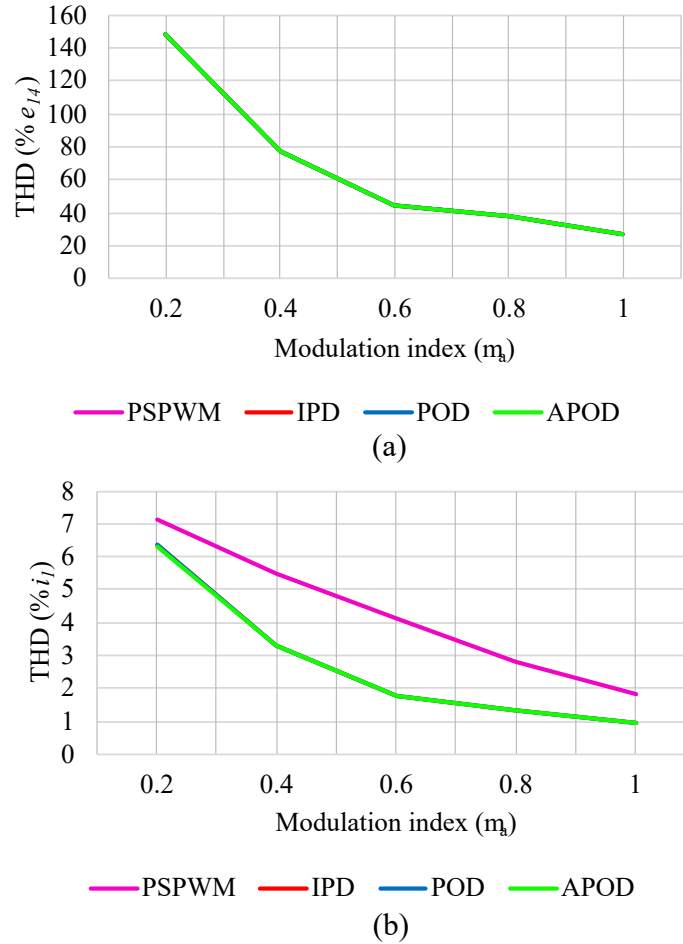 160
140
120
100
80
60
40
20
0
THD (% e14)
0.2 0.4 0.6 0.8 1
Modulation index (ma)
PSPWM IPD POD APOD
(a)
8
7
6
5
4
3
2
1
0
THD (% i1)
0.2 0.4 0.6 0.8 1
Modulation index (ma)
PSPWM IPD POD APOD
(b)